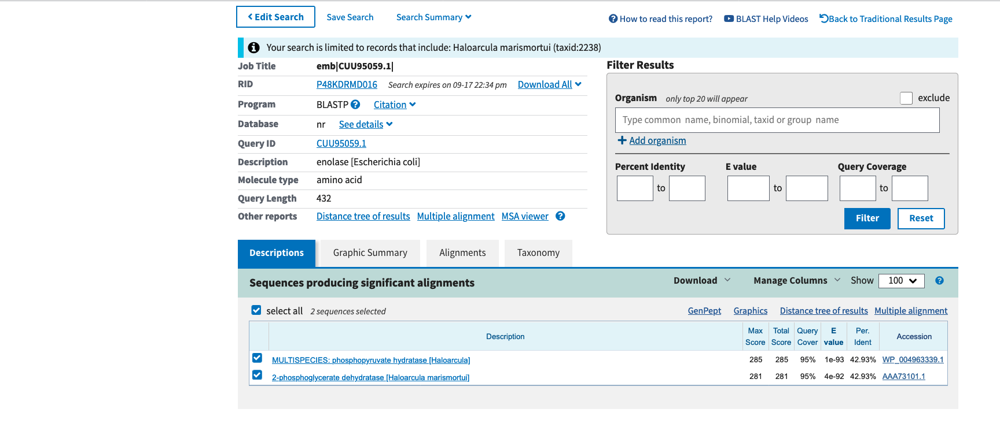 Edit Search Save Search Search Summary How to read this report? BLAST Help Videos Back to Traditional Results Page
Your search is limited to records that include: Haloarcula marismortui (taxid:2238)
Job Title emb|CUU95059.1|
RID P48KDRMD016 Search expires on 09-17 22:34 pm Download All
Program BLASTP Citation
Database nr See details
Query ID CUU95059.1
Description enolase [Escherichia coli]
Molecule type amino acid
Query Length 432
Other reports Distance tree of results Multiple alignment MSA viewer
Filter Results
Organism only top 20 will appear exclude
Type common name, binomial, taxid or group name
Add organism
Percent Identity E value Query Coverage
to to to
Filter Reset
Descriptions Graphic Summary Alignments Taxonomy
Sequences producing significant alignments Download Manage Columns Show 100
select all 2 sequences selected GenPept Graphics Distance tree of results Multiple alignment
Description Max Score Total Score Query Cover E value Per. Ident Accession
MULTISPECIES: phosphopyruvate hydratase [Haloarcula] 285 285 95% 1e-93 42.93% WP_004963339.1
2-phosphoglycerate dehydratase [Haloarcula marismortui] 281 281 95% 4e-92 42.93% AAA73101.1